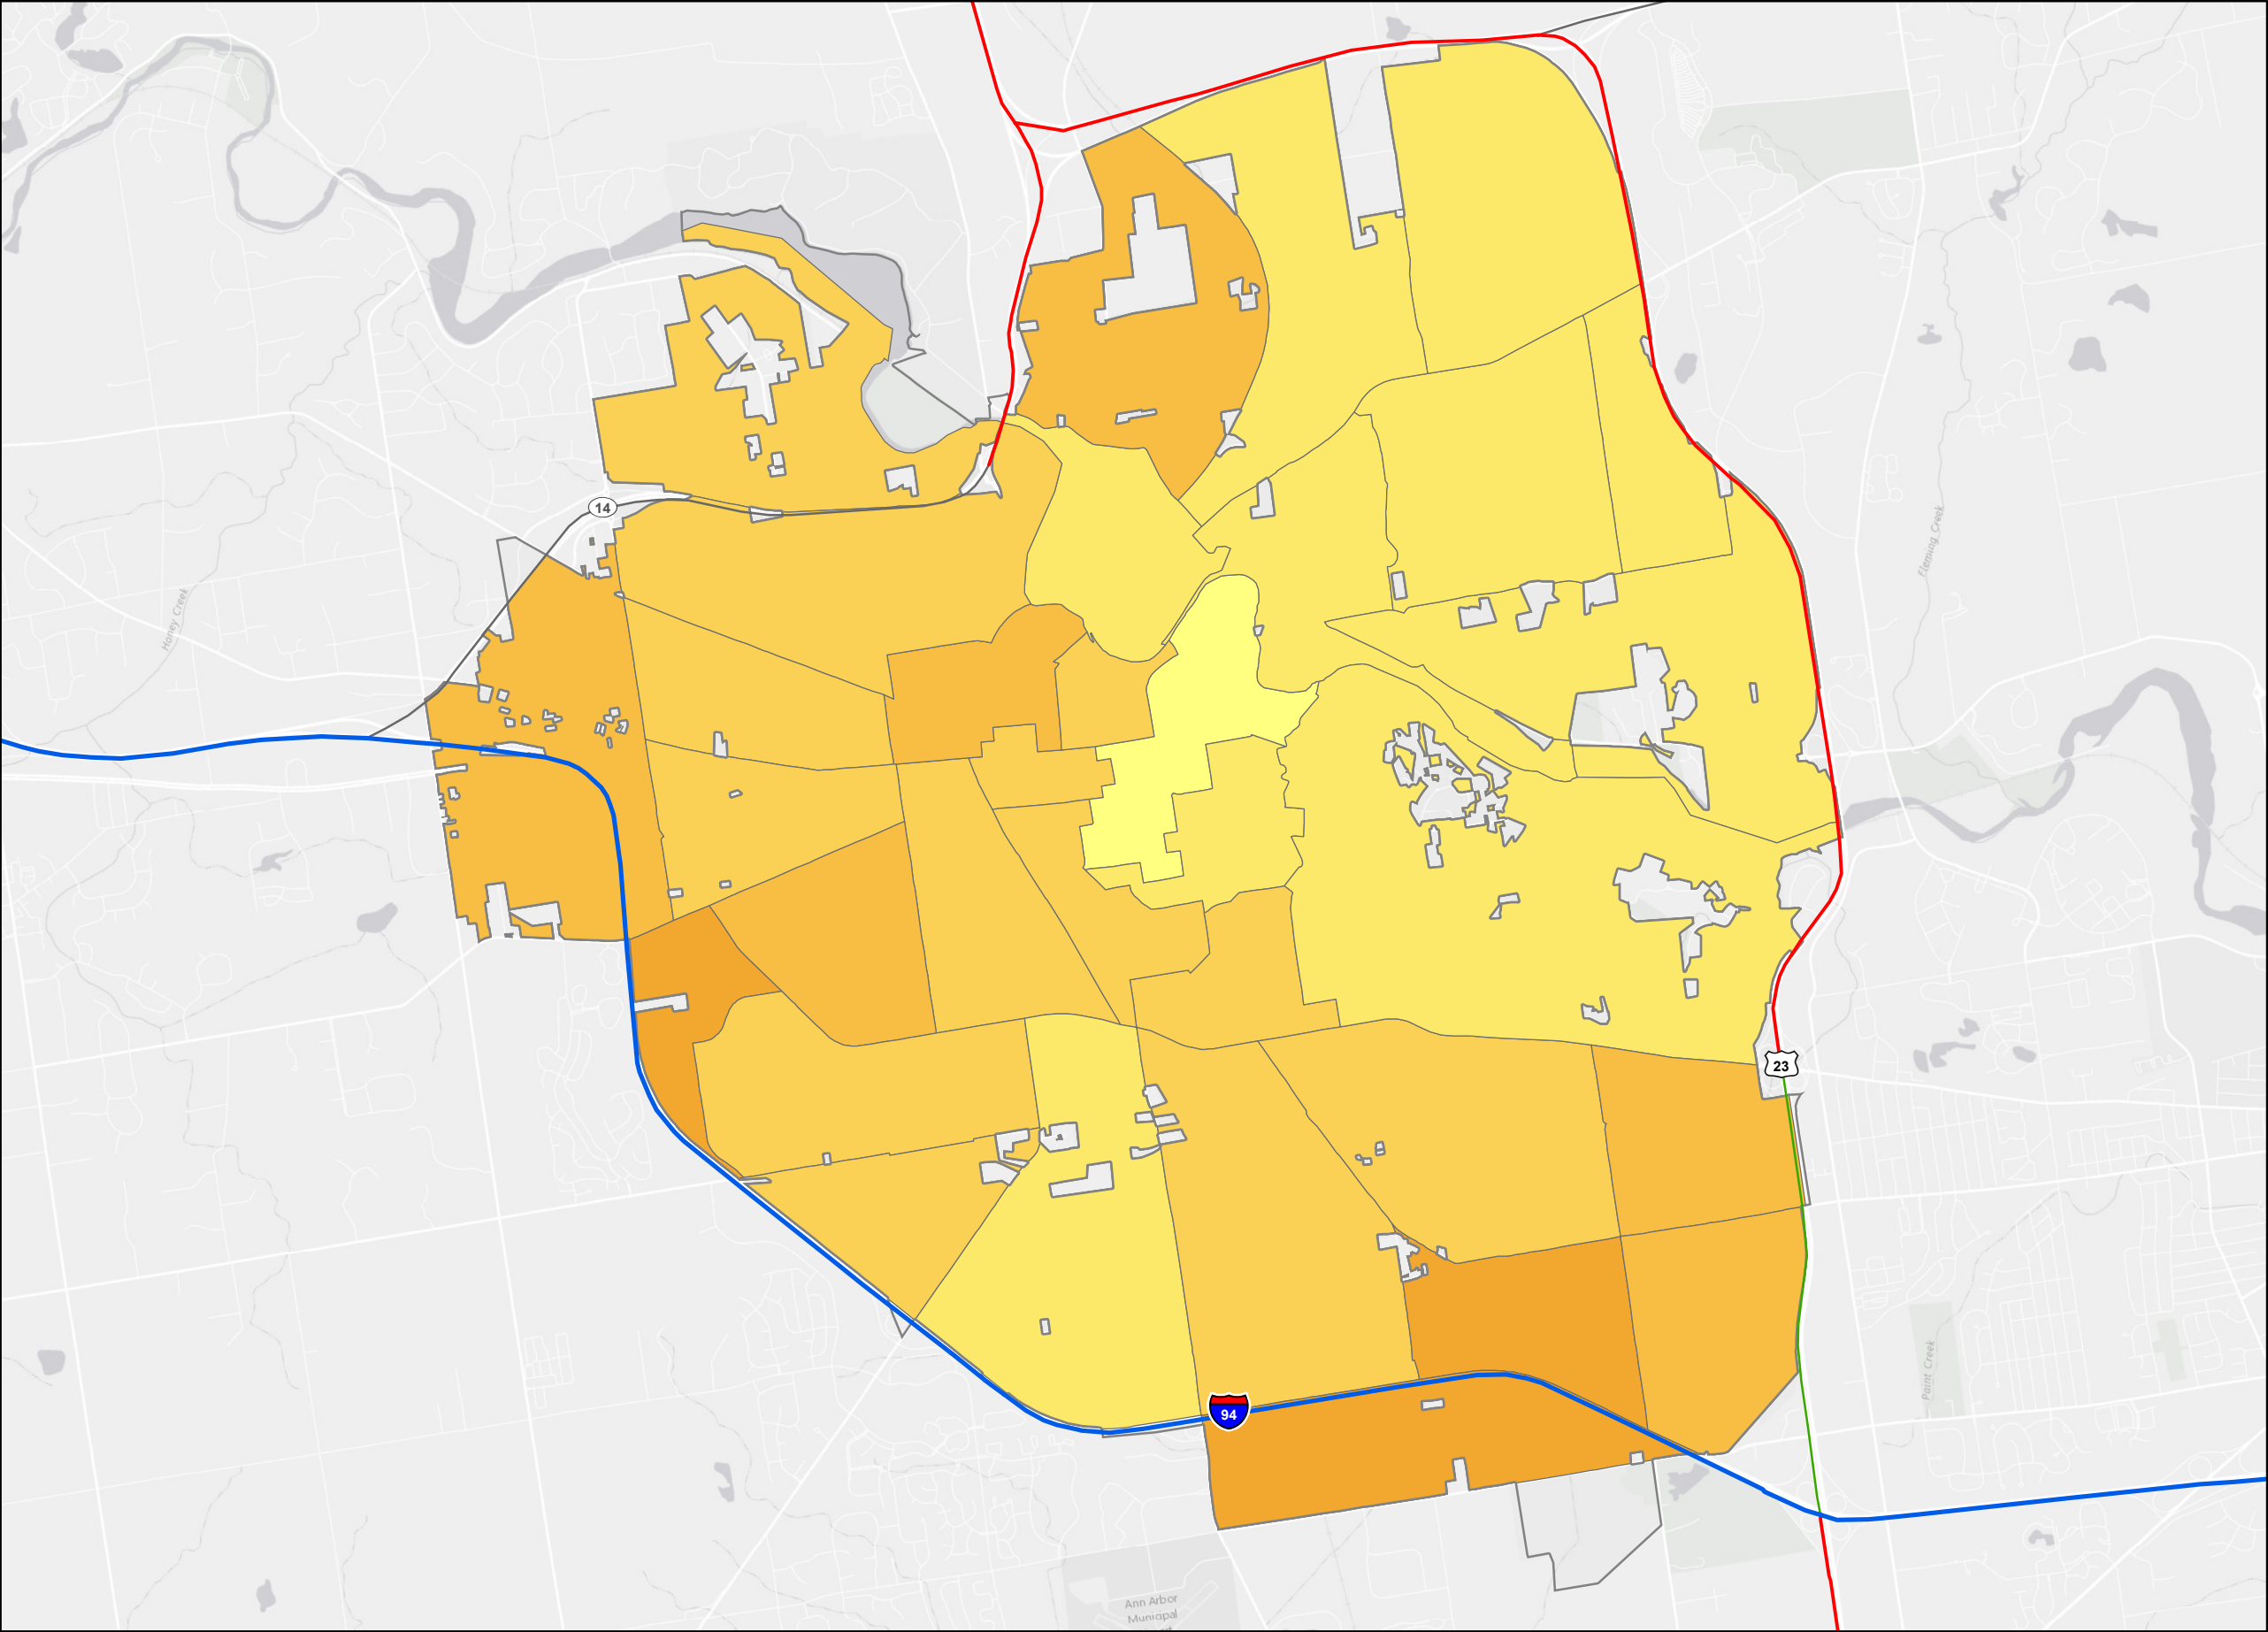 14
Honey Creek
Fleming Creek
23
94
Paint Creek
Ann Arbor
Municipal